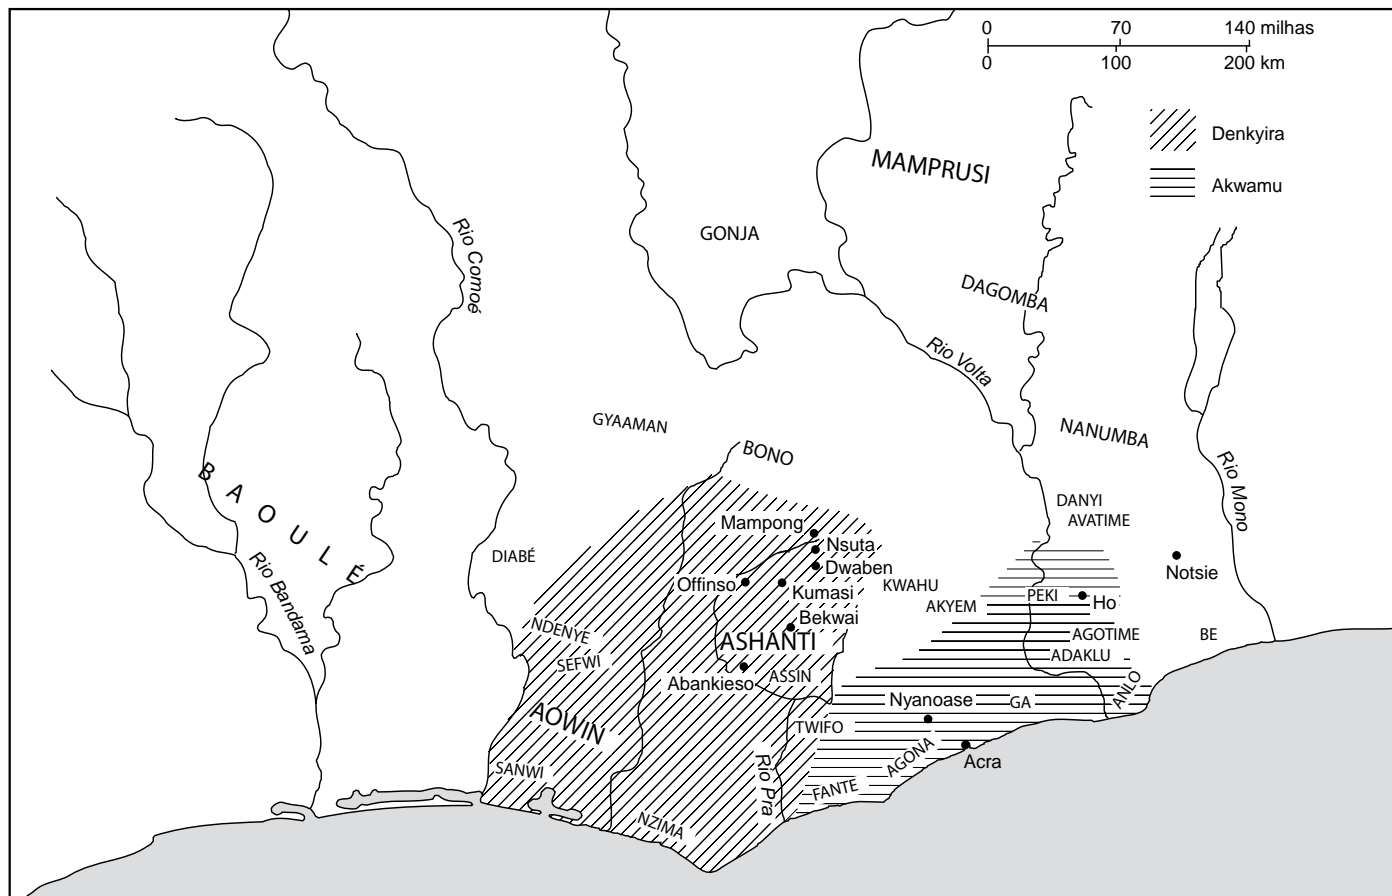 0 70 140 milhas
0 100 200 km
Denkyira
Akwamu
MAMPRUSI
GONJA
Rio Comoé
DAGOMBA
Rio Volta
GYAAMAN
BONO
NANUMBA
BAOULÉ
Rio Mono
DANYI
AVATIME
Mampong
Nsuta
Dwaben
DIABÉ
Notsie
Offinso
Kumasi
KWAHU
PEKI
Ho
AKYEM
Rio Bandama
Bekwai
NDENYE
ASHANTI
AGOTIME
BE
SEFWI
ADAKLU
Abankieso
ASSIN
Nyanoase
GA
ANLO
AOWIN
TWIFO
AGONA
Acra
SANWI
Rio Pra
FANTE
NZIMA